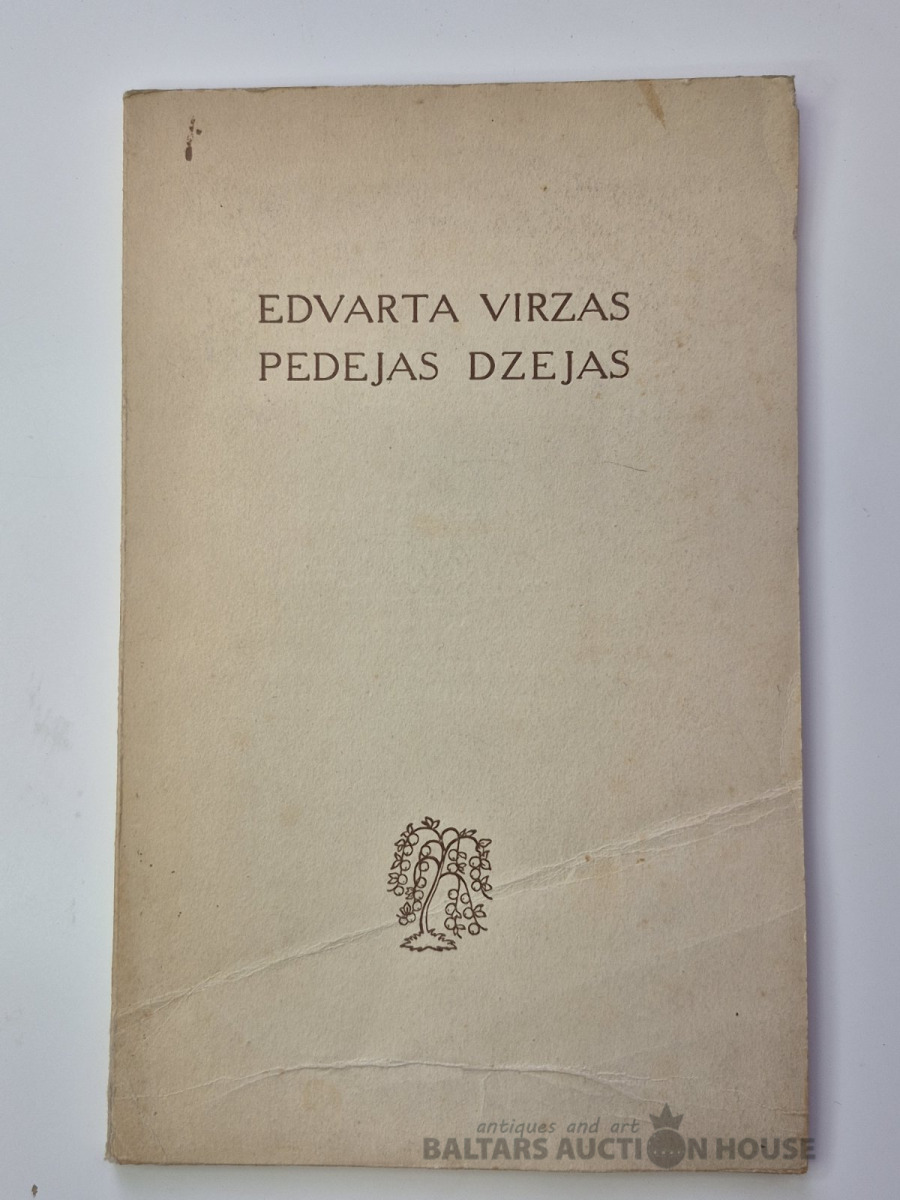 EDVARTA VIRZAS
PEDEJAS DZEJAS
antiques and art
BALTARS AUCTION HOUSE